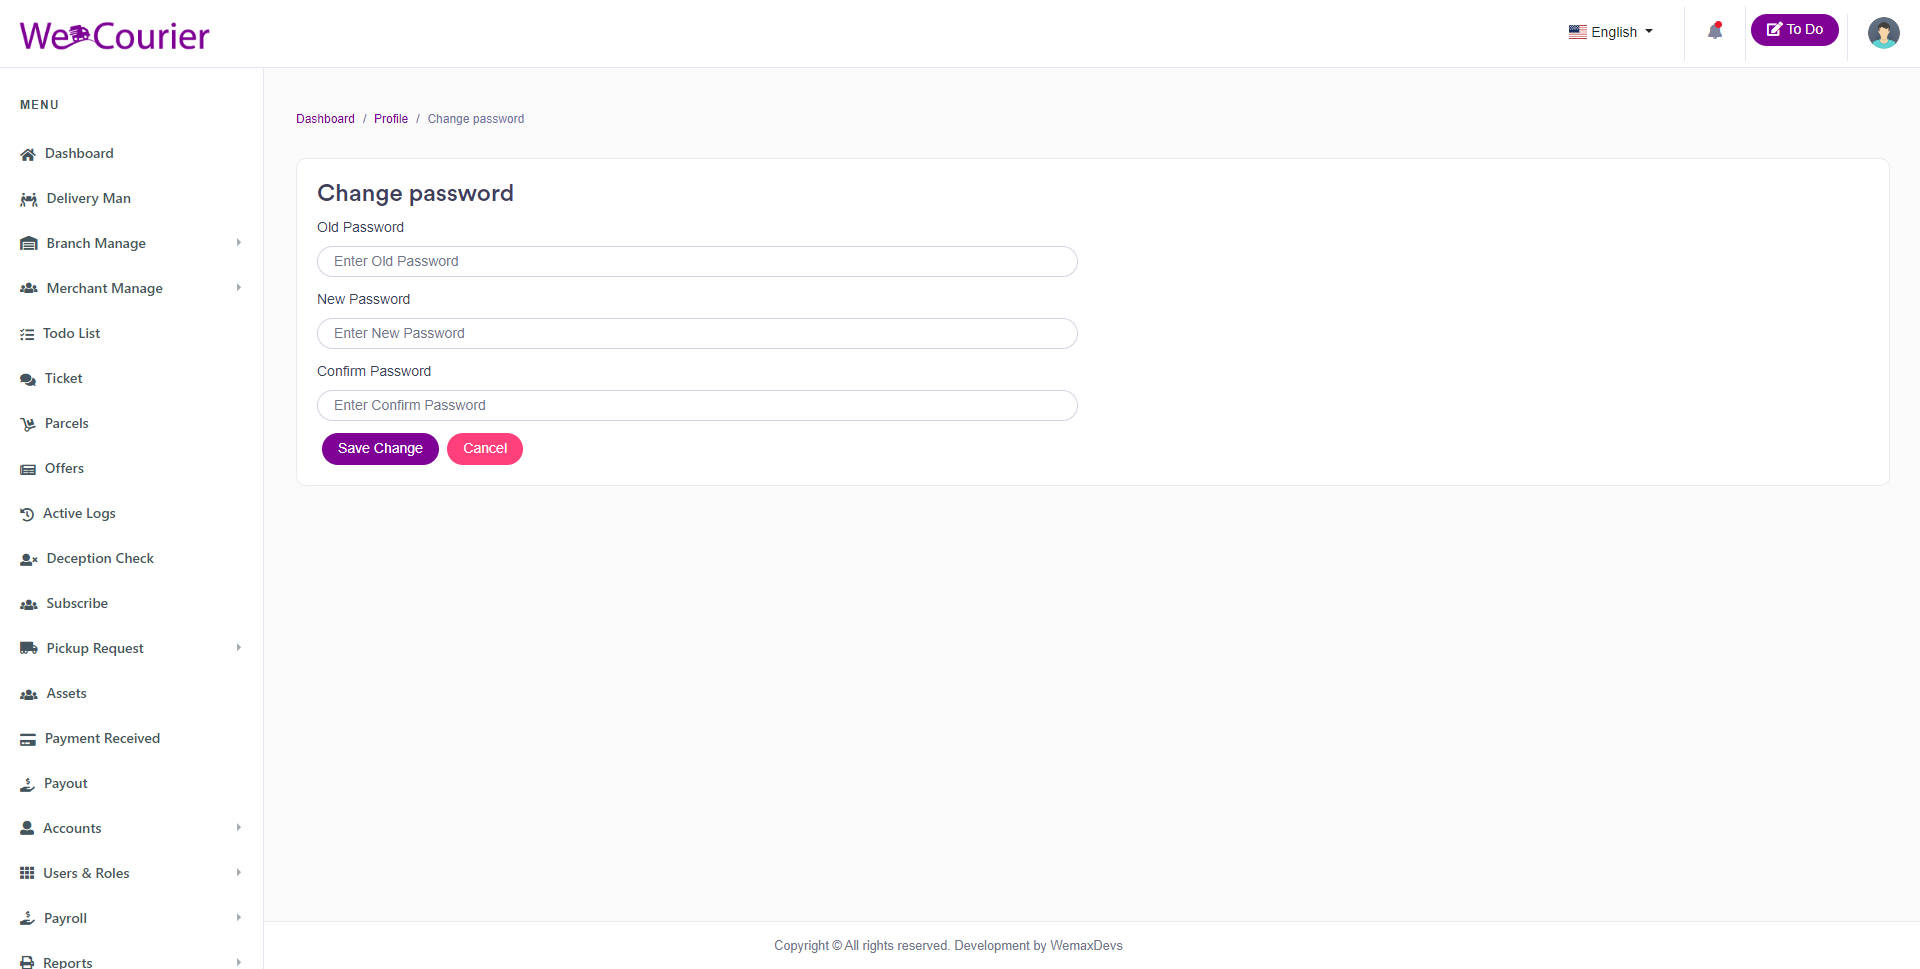 We Courier
English
To Do
MENU
Dashboard
Delivery Man
Branch Manage
Merchant Manage
Todo List
Ticket
Parcels
Offers
Active Logs
Deception Check
Subscribe
Pickup Request
Assets
Payment Received
Payout
Accounts
Users & Roles
Payroll
Reports
Dashboard / Profile / Change password
Change password
Old Password
Enter Old Password
New Password
Enter New Password
Confirm Password
Enter Confirm Password
Save Change
Cancel
Copyright © All rights reserved. Development by WemaxDevs